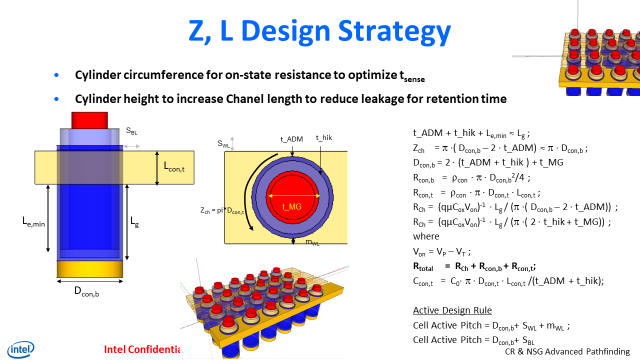 Z, L Design Strategy
• Cylinder circumference for on-state resistance to optimize t_sense
• Cylinder height to increase Chanel length to reduce leakage for retention time
S_BL
L_con,t
L_e,min
L_g
D_con,b
S_WL
t_ADM
t_hik
Z_ch = pi*D_con,t
t_MG
m_WL
t_ADM + t_hik + L_e,min ≈ L_g ;
Z_ch = π ·( D_con,b – 2 · t_ADM) ≈ π · D_con,b ;
D_con,b = 2 · (t_ADM + t_hik ) + t_MG
R_con,b = ρ_con · π · D_con,b²/4 ;
R_con,t = ρ_con · π · D_con,t · L_con,t ;
R_Ch = (qμC_ox V_on)⁻¹ · L_g / (π ·( D_con,b – 2 · t_ADM)) ;
R_Ch = (qμC_ox V_on)⁻¹ · L_g / (π ·( 2 · t_hik + t_MG)) ;
where
V_on = V_P – V_T ;
R_total = R_Ch + R_con,b + R_con,t;
C_con,t = C_0· π · D_con,t · L_con,t /(t_ADM + t_hik);
Active Design Rule
Cell Active Pitch = D_con,b + S_WL + m_WL ;
Cell Active Pitch = D_con,b + S_BL
intel
Intel Confidential
CR & NSG Advanced Pathfinding